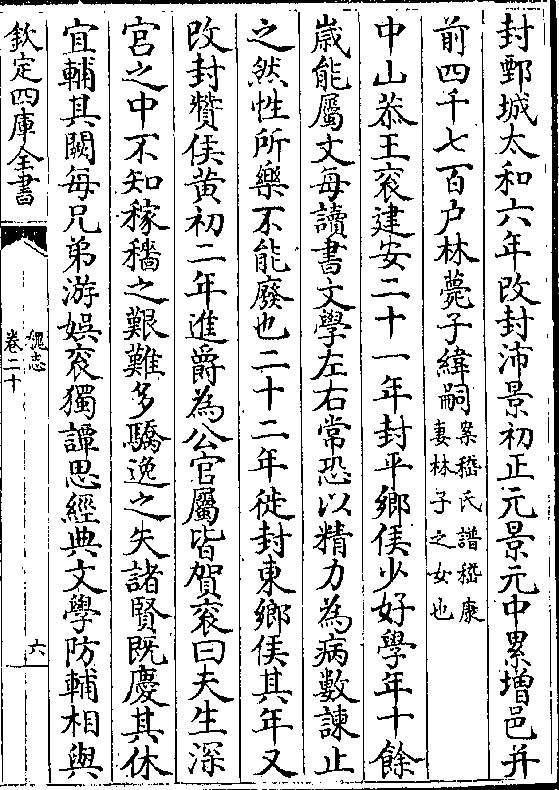 封鄄城太和六年改封沛景初正元景元中累增邑并
前四千七百户林薨子緯嗣案嵇氏譜嵇康
妻林子之女也
中山恭王衮建安二十一年封平鄉侯少好學年十餘
歲能屬文每讀書文學左右常恐以精力為病數諫止
之然性所樂不能廢也二十二年徙封東鄉侯其年又
改封贊侯黄初二年進爵為公官屬皆賀衮曰夫生深
宫之中不知稼穡之艱難多驕逸之失諸賢既慶其休
宜輔其闕每兄弟游娯衮獨譚思經典文學防輔相與
欽定四庫全書
魏志
卷二十
六